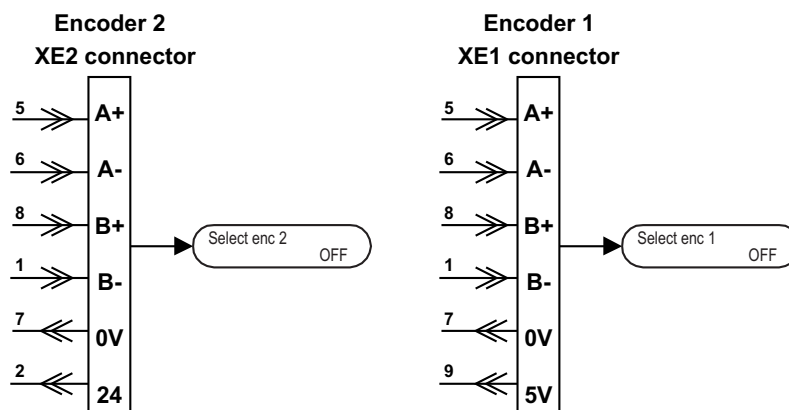 Encoder 2
XE2 connector
5 A+
6 A-
8 B+
1 B-
7 0V
2 24
Select enc 2
OFF
Encoder 1
XE1 connector
5 A+
6 A-
8 B+
1 B-
7 0V
9 5V
Select enc 1
OFF